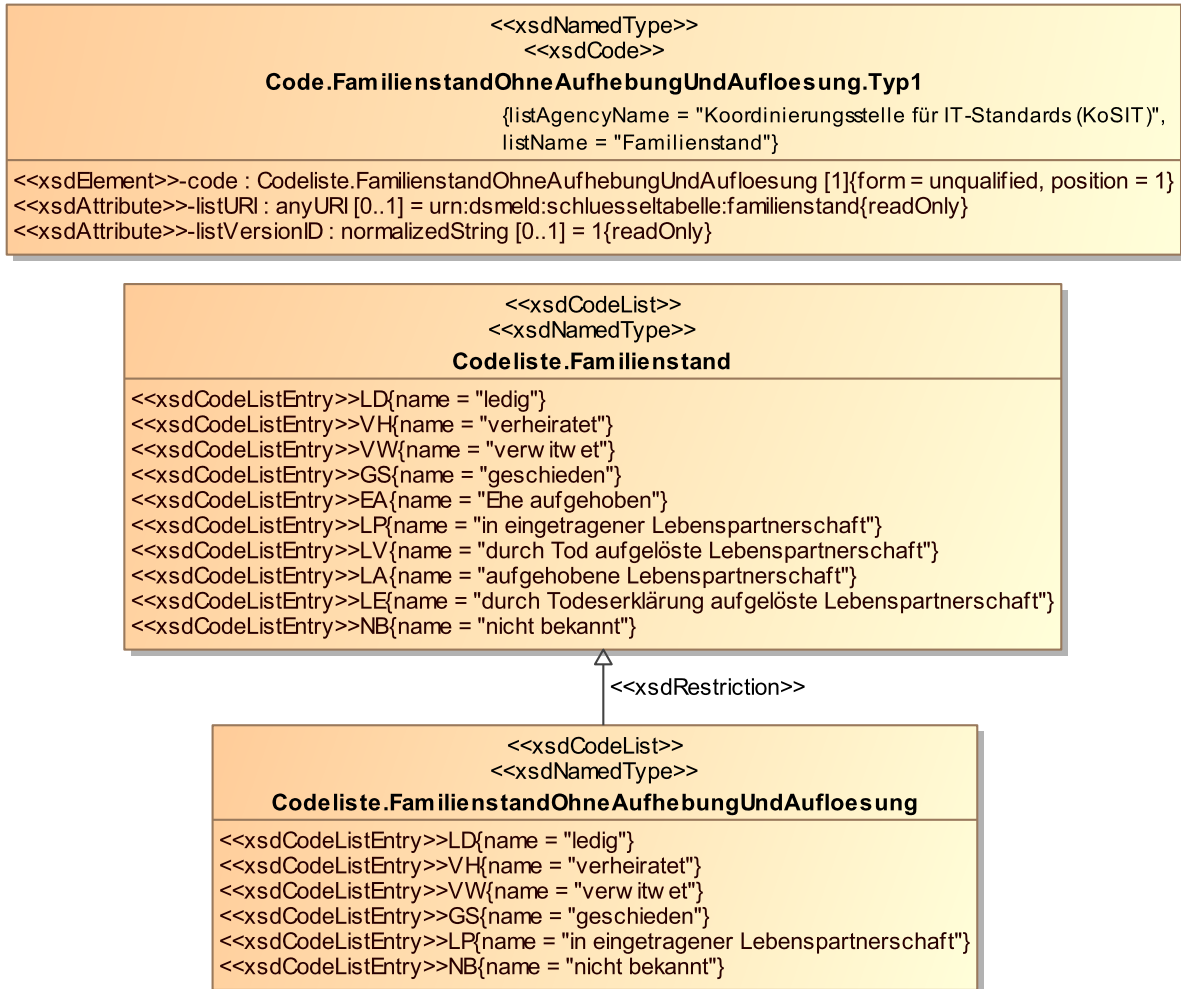 <<xsdNamedType>>
<<xsdCode>>
Code.FamilienstandOhneAufhebungUndAufloesung.Typ1
{listAgencyName = "Koordinierungsstelle für IT-Standards (KoSIT)",
listName = "Familienstand"}
<<xsdElement>>-code : Codeliste.FamilienstandOhneAufhebungUndAufloesung [1]{form = unqualified, position = 1}
<<xsdAttribute>>-listURI : anyURI [0..1] = urn:dsmeld:schluesseltabelle:familienstand{readOnly}
<<xsdAttribute>>-listVersionID : normalizedString [0..1] = 1{readOnly}
<<xsdCodeList>>
<<xsdNamedType>>
Codeliste.Familienstand
<<xsdCodeListEntry>>LD{name = "ledig"}
<<xsdCodeListEntry>>VH{name = "verheiratet"}
<<xsdCodeListEntry>>VW{name = "verwitwet"}
<<xsdCodeListEntry>>GS{name = "geschieden"}
<<xsdCodeListEntry>>EA{name = "Ehe aufgehoben"}
<<xsdCodeListEntry>>LP{name = "in eingetragener Lebenspartnerschaft"}
<<xsdCodeListEntry>>LV{name = "durch Tod aufgelöste Lebenspartnerschaft"}
<<xsdCodeListEntry>>LA{name = "aufgehobene Lebenspartnerschaft"}
<<xsdCodeListEntry>>LE{name = "durch Todeserklärung aufgelöste Lebenspartnerschaft"}
<<xsdCodeListEntry>>NB{name = "nicht bekannt"}
<<xsdRestriction>>
<<xsdCodeList>>
<<xsdNamedType>>
Codeliste.FamilienstandOhneAufhebungUndAufloesung
<<xsdCodeListEntry>>LD{name = "ledig"}
<<xsdCodeListEntry>>VH{name = "verheiratet"}
<<xsdCodeListEntry>>VW{name = "verwitwet"}
<<xsdCodeListEntry>>GS{name = "geschieden"}
<<xsdCodeListEntry>>LP{name = "in eingetragener Lebenspartnerschaft"}
<<xsdCodeListEntry>>NB{name = "nicht bekannt"}